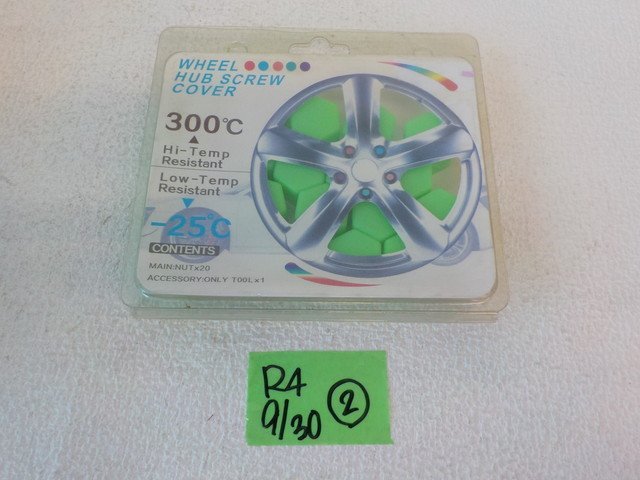 WHEEL
HUB SCREW
COVER
300℃
Hi-Temp
Resistant
Low-Temp
Resistant
-25℃
CONTENTS
MAIN:NUTx20
ACCESSORY:ONLY TOOLx1
R4
9/30 2